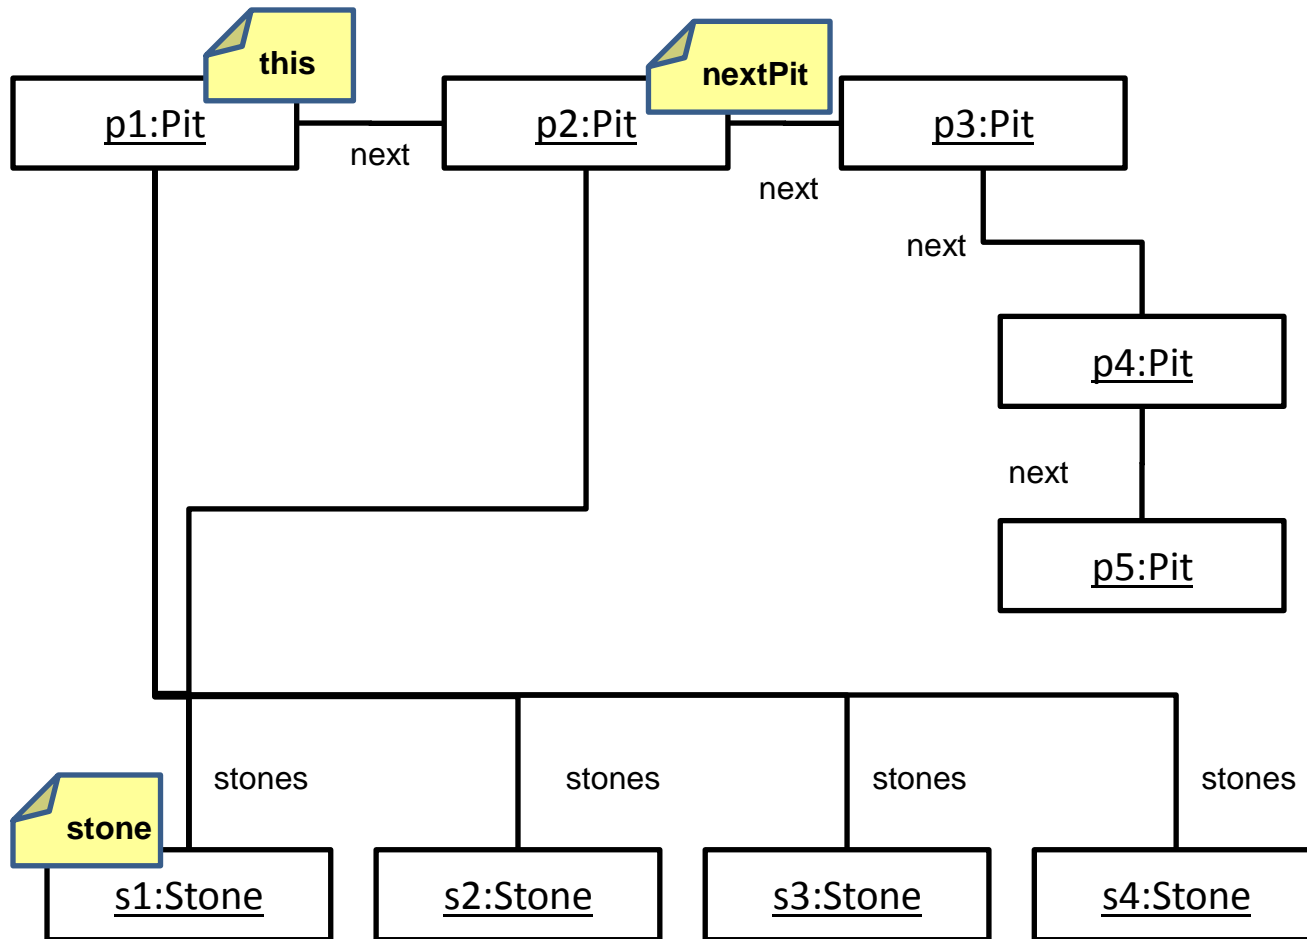 this
nextPit
p1:Pit
p2:Pit
p3:Pit
next
next
next
p4:Pit
next
p5:Pit
stones
stones
stones
stones
stone
s1:Stone
s2:Stone
s3:Stone
s4:Stone